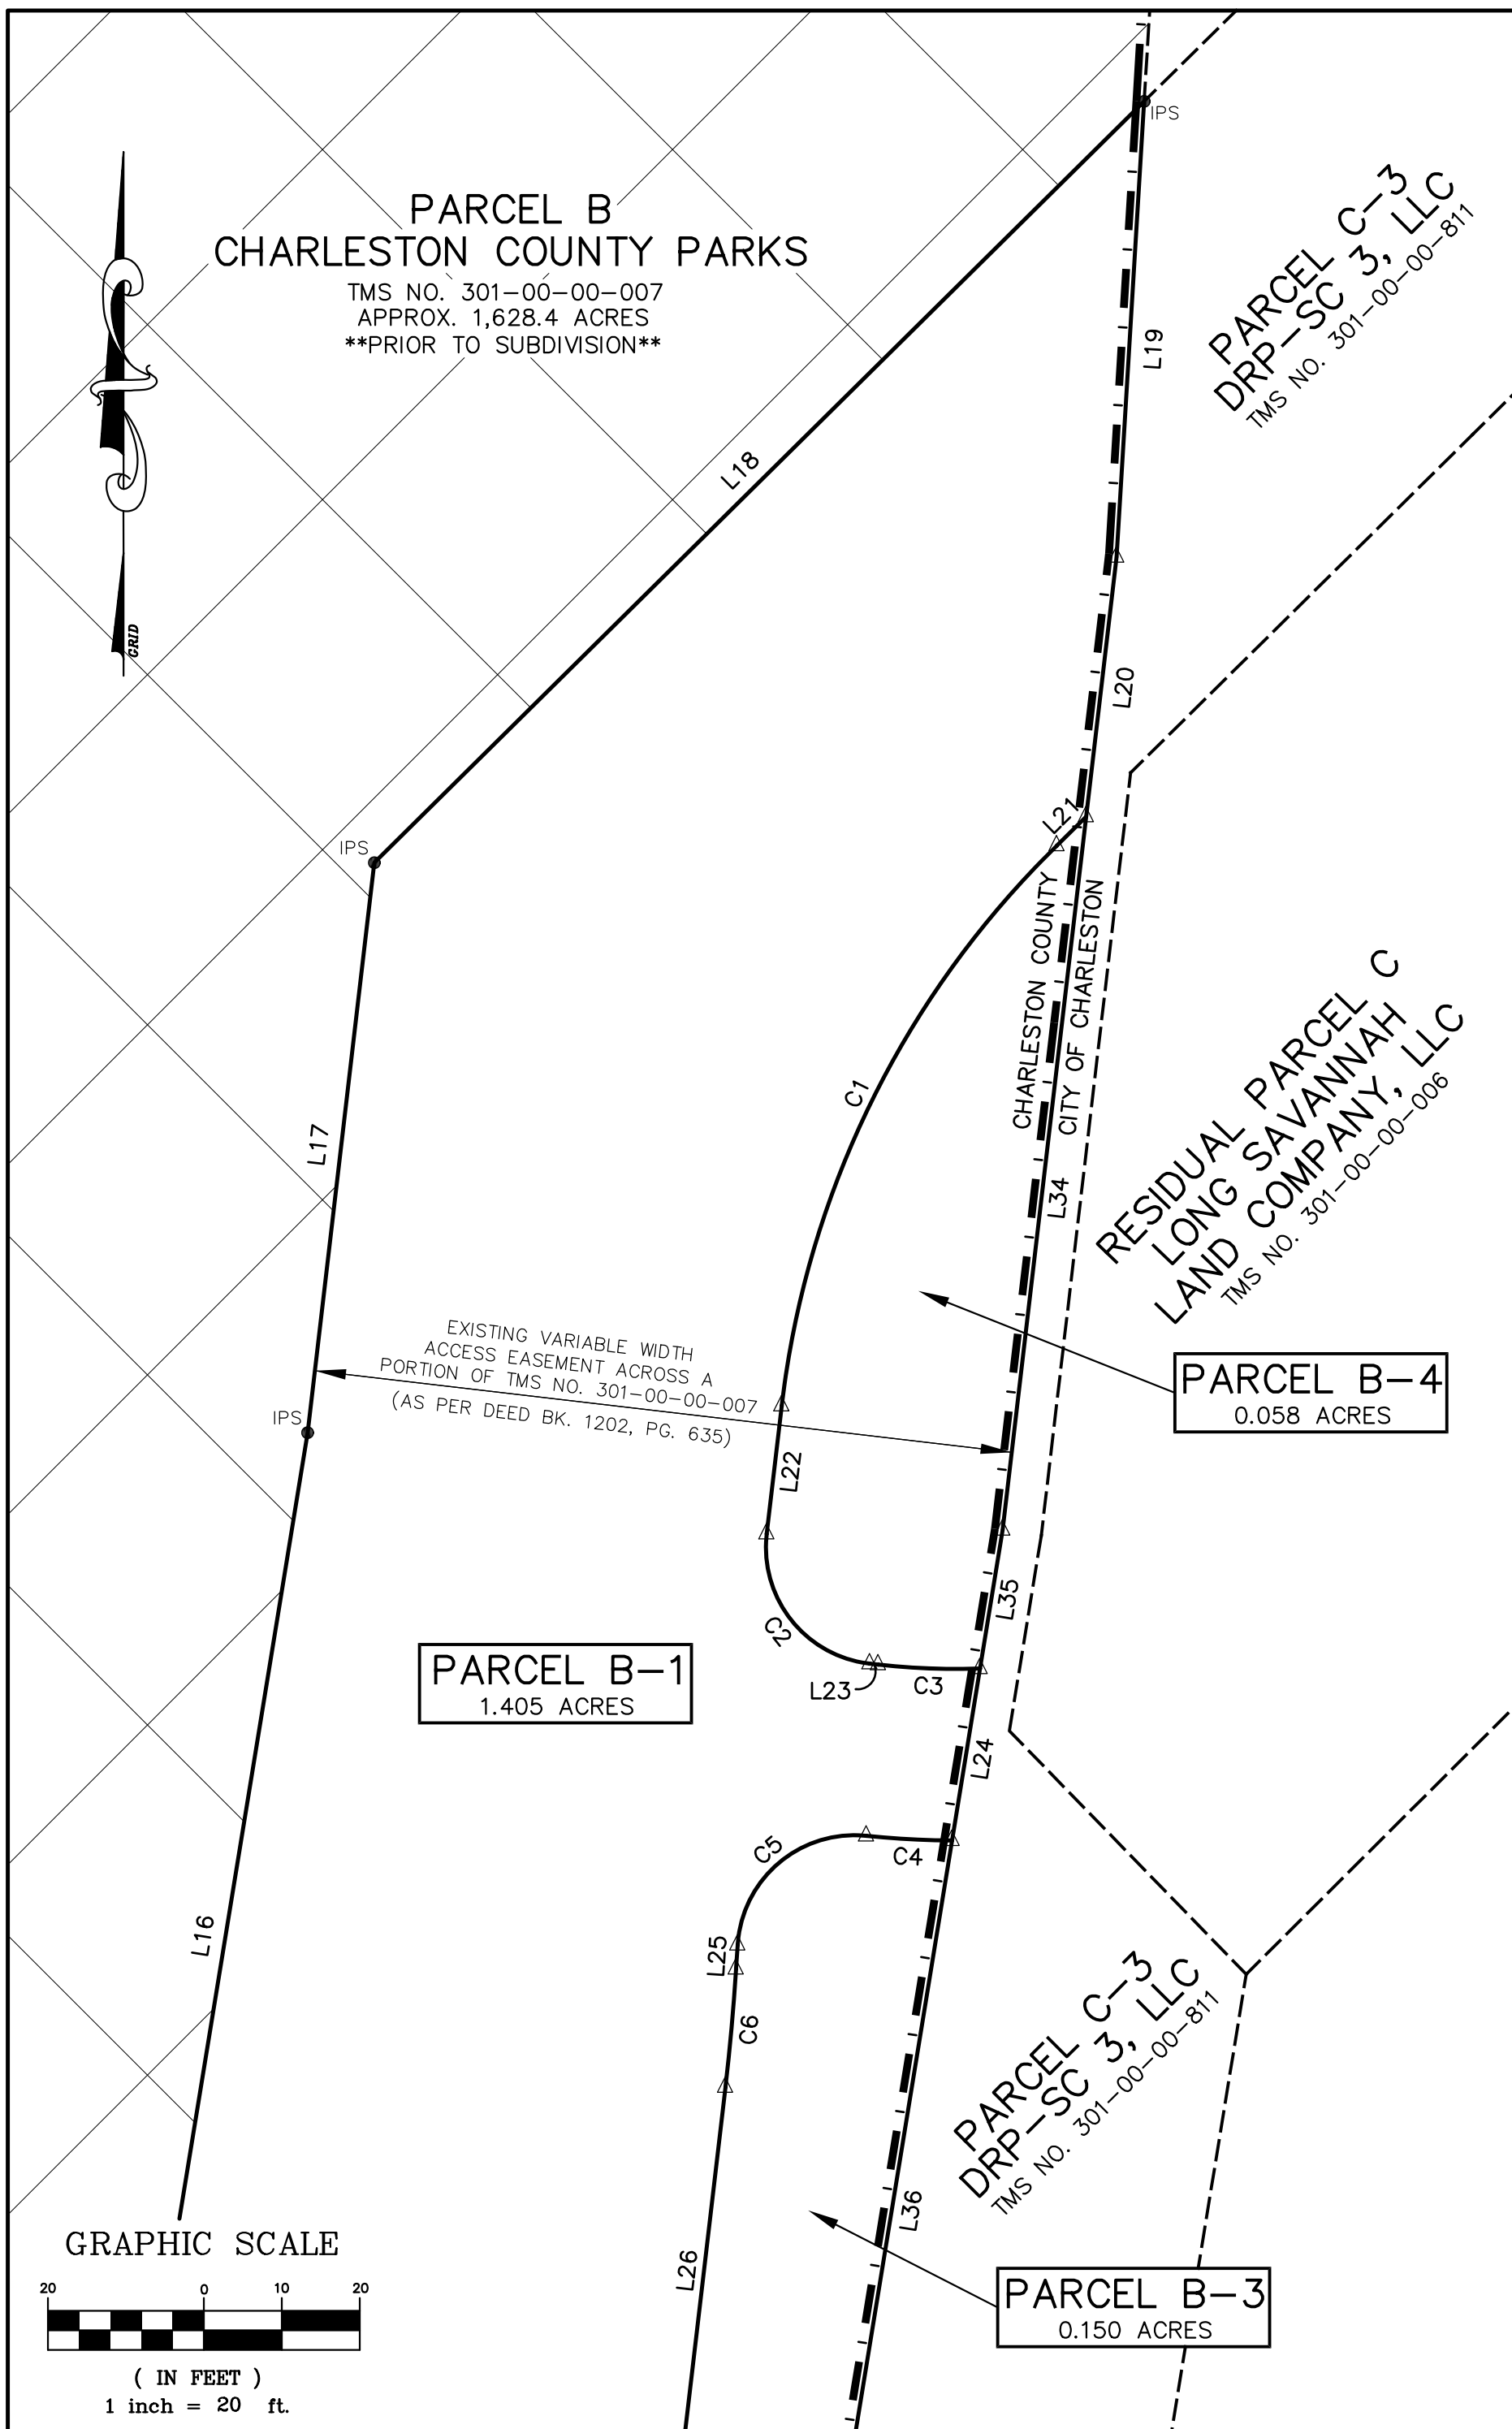 IPS
PARCEL B
CHARLESTON COUNTY PARKS
TMS NO. 301-00-00-007
APPROX. 1,628.4 ACRES
**PRIOR TO SUBDIVISION**
PARCEL C-3
DRP-SC 3, LLC
TMS NO. 301-00-00-811
L19
L18
GRID
L20
L21
IPS
CHARLESTON COUNTY
CITY OF CHARLESTON
C1
L17
L34
RESIDUAL PARCEL C
LONG SAVANNAH
LAND COMPANY, LLC
TMS NO. 301-00-00-006
EXISTING VARIABLE WIDTH
ACCESS EASEMENT ACROSS A
PORTION OF TMS NO. 301-00-00-007
(AS PER DEED BK. 1202, PG. 635)
PARCEL B-4
0.058 ACRES
IPS
L22
L35
C2
PARCEL B-1
1.405 ACRES
L23
C3
L24
C5
C4
L16
L25
C6
PARCEL C-3
DRP-SC 3, LLC
TMS NO. 301-00-00-811
L36
L26
PARCEL B-3
0.150 ACRES
GRAPHIC SCALE
20 0 10 20
( IN FEET )
1 inch = 20 ft.